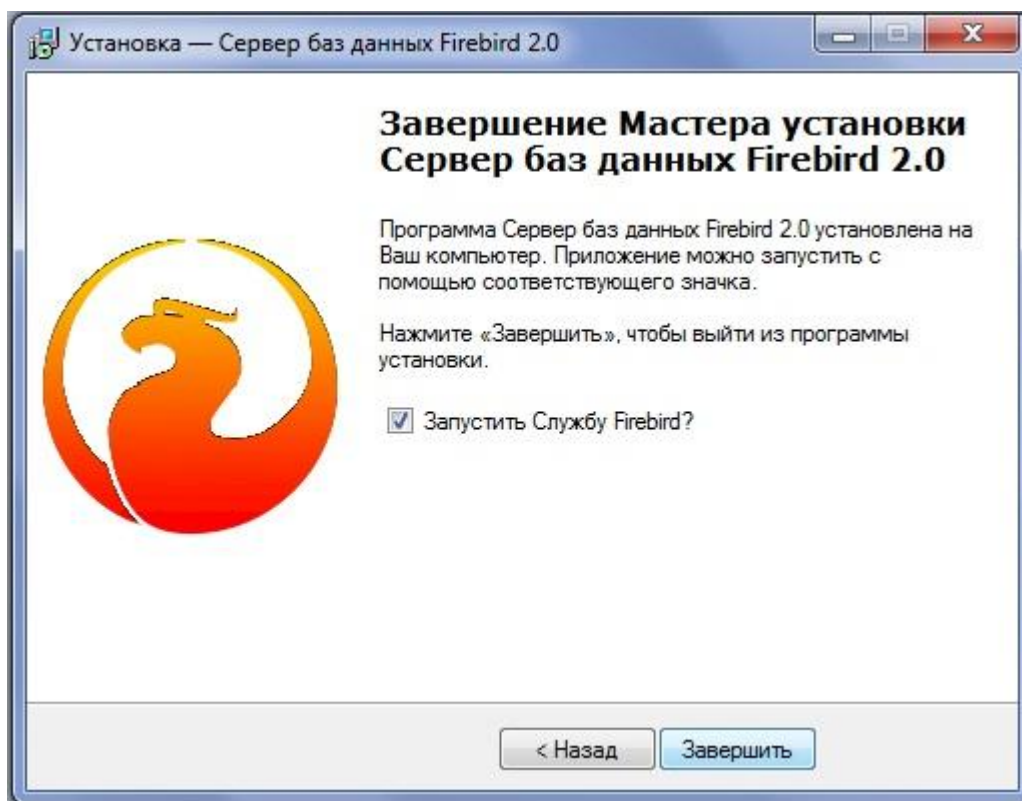 Установка — Сервер баз данных Firebird 2.0
Завершение Мастера установки
Сервер баз данных Firebird 2.0
Программа Сервер баз данных Firebird 2.0 установлена на
Ваш компьютер. Приложение можно запустить с
помощью соответствующего значка.
Нажмите «Завершить», чтобы выйти из программы
установки.
Запустить Службу Firebird?
< Назад
Завершить